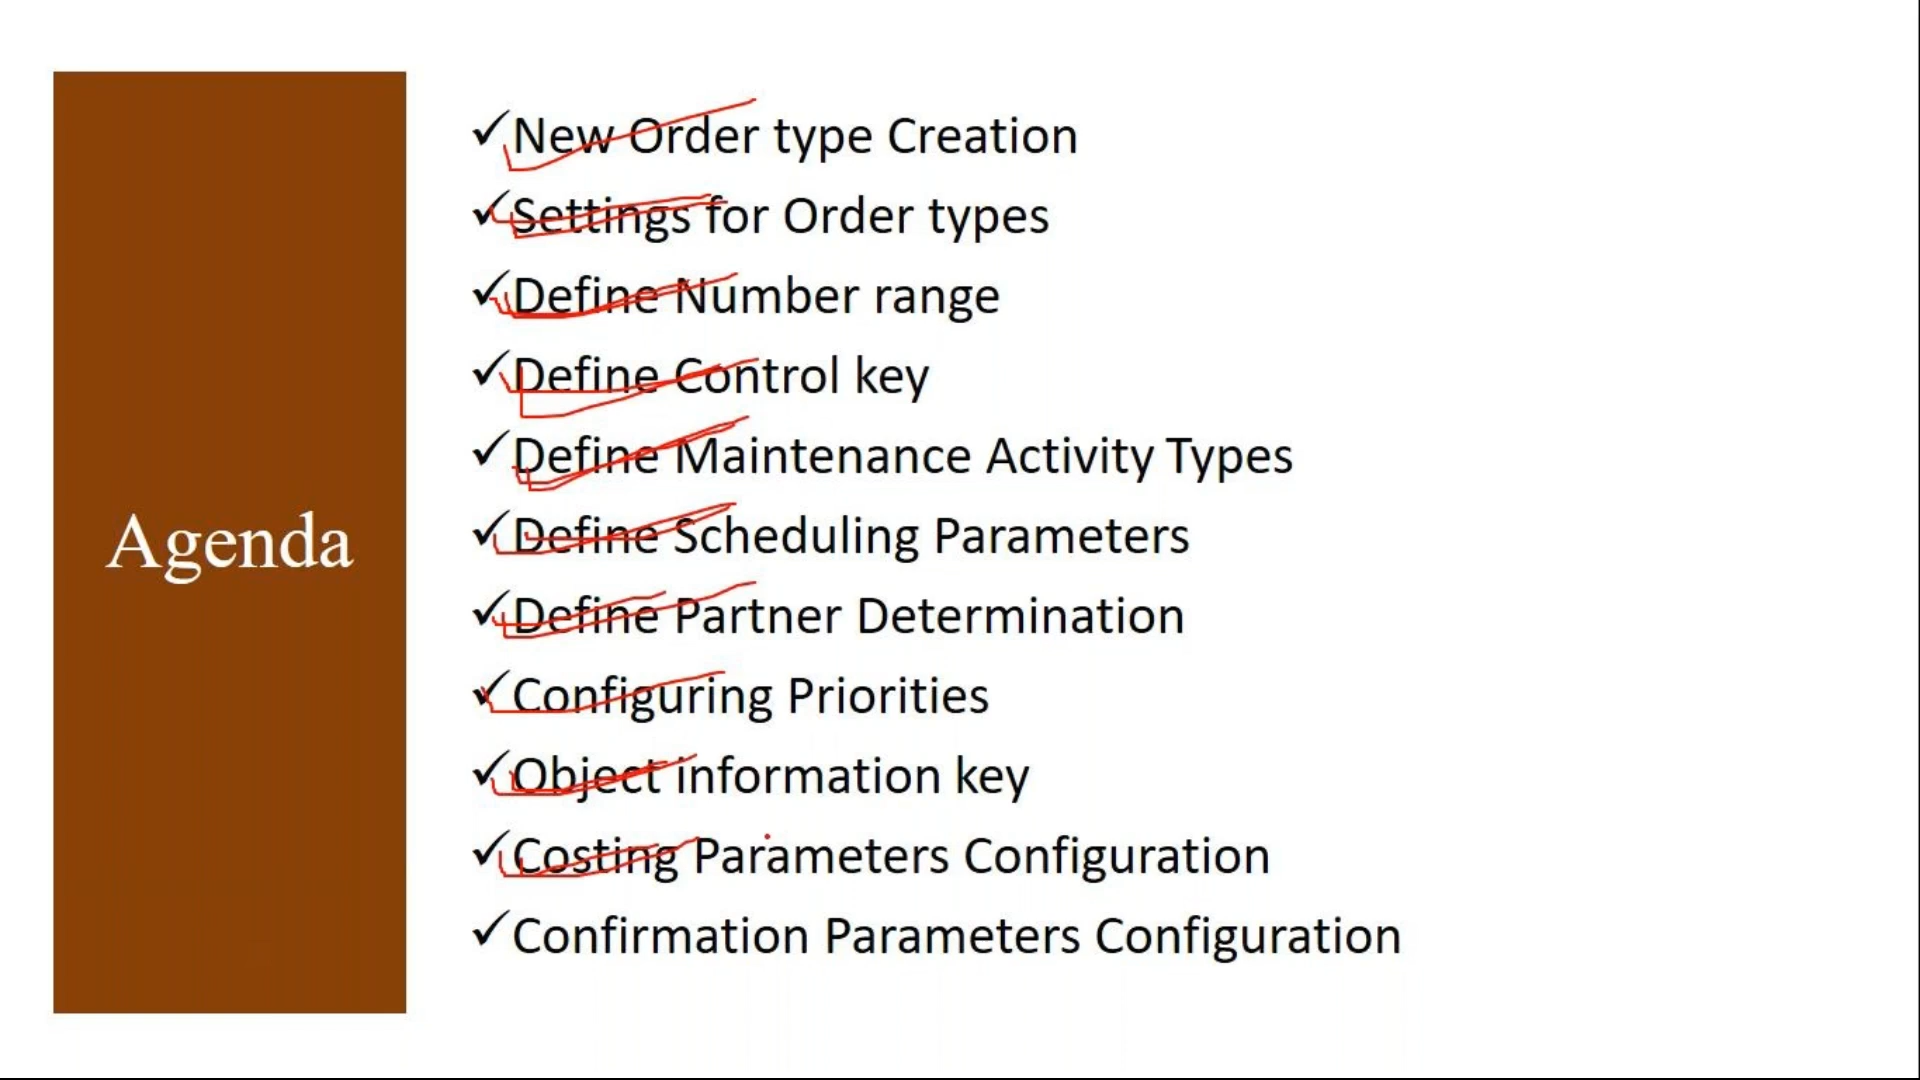 Agenda
✓ New Order type Creation
✓ Settings for Order types
✓ Define Number range
✓ Define Control key
✓ Define Maintenance Activity Types
✓ Define Scheduling Parameters
✓ Define Partner Determination
✓ Configuring Priorities
✓ Object information key
✓ Costing Parameters Configuration
✓ Confirmation Parameters Configuration